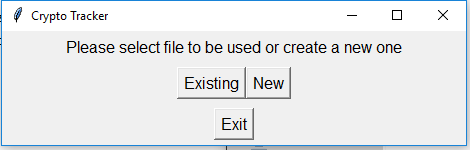 Crypto Tracker
Please select file to be used or create a new one
Existing New
Exit